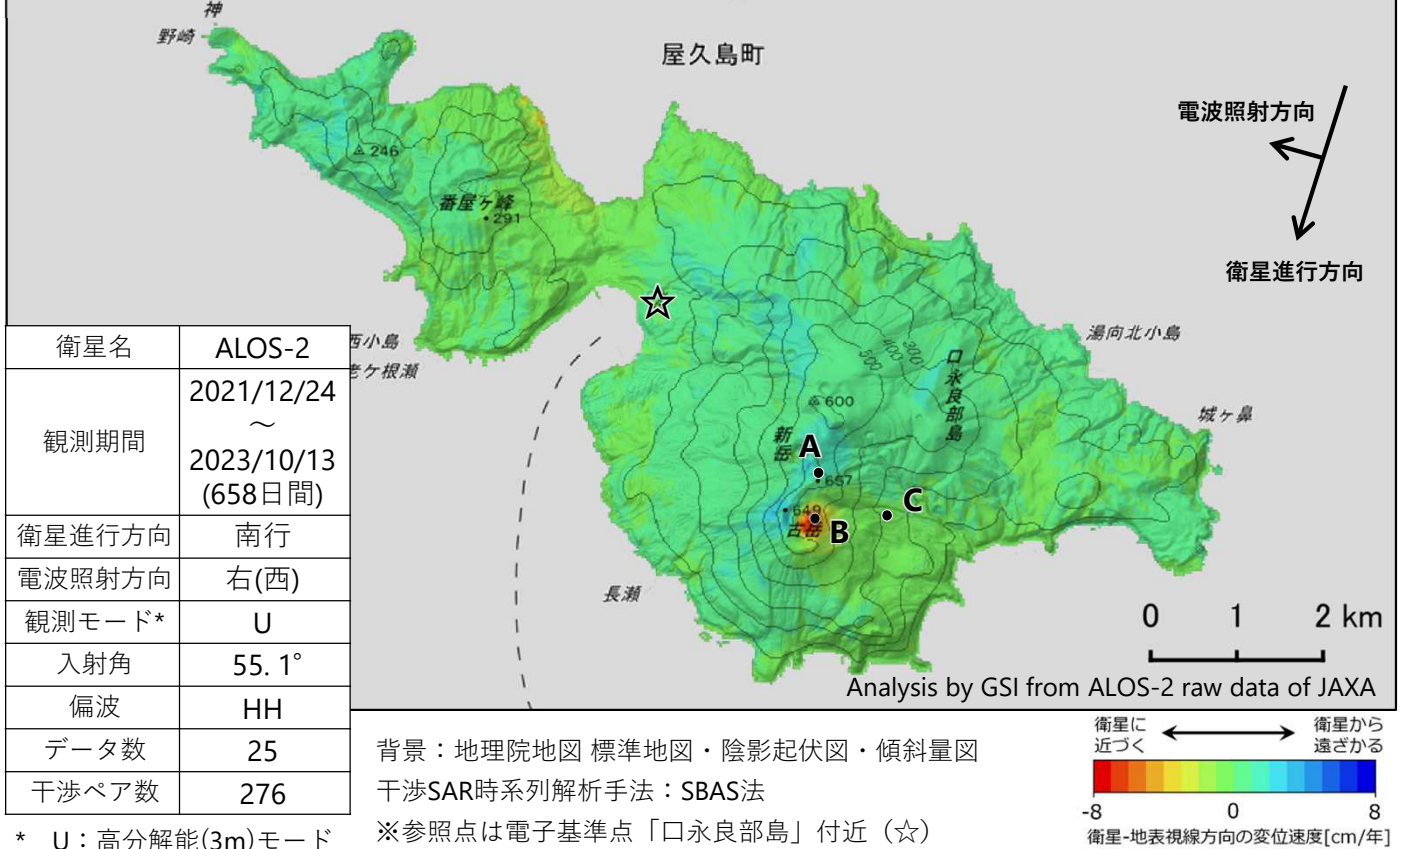 神
野崎
屋久島町
電波照射方向
246
番屋ヶ峰
291
衛星進行方向
西小島
老ケ根瀬
湯向北小島
300
400
500
口永良部島
600
城ヶ鼻
新岳
A
657
C
649
B
古岳
長瀬
0 1 2 km
Analysis by GSI from ALOS-2 raw data of JAXA
衛星名 ALOS-2
観測期間 2021/12/24
～
2023/10/13
(658日間)
衛星進行方向 南行
電波照射方向 右(西)
観測モード* U
入射角 55. 1°
偏波 HH
データ数 25
干渉ペア数 276
* U：高分解能(3m)モード
背景：地理院地図 標準地図・陰影起伏図・傾斜量図
干渉SAR時系列解析手法：SBAS法
※参照点は電子基準点「口永良部島」付近（☆）
衛星に
近づく
衛星から
遠ざかる
-8 0 8
衛星-地表視線方向の変位速度[cm/年]